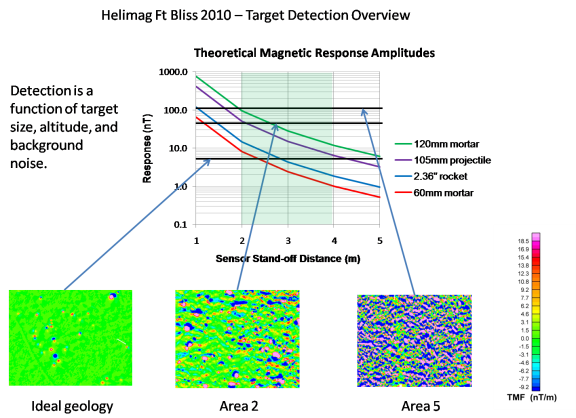 Helimag Ft Bliss 2010 – Target Detection Overview
Theoretical Magnetic Response Amplitudes
Detection is a
function of target
size, altitude, and
background
noise.
Response (nT)
1000.0
100.0
10.0
1.0
0.1
1 2 3 4 5
Sensor Stand-off Distance (m)
120mm mortar
105mm projectile
2.36" rocket
60mm mortar
18.5
15.4
13.8
12.3
10.8
9.2
7.7
6.2
4.6
3.1
1.5
0.0
-1.5
-3.1
-4.6
-6.2
-7.7
-9.2
TMF (nT/m)
Ideal geology
Area 2
Area 5